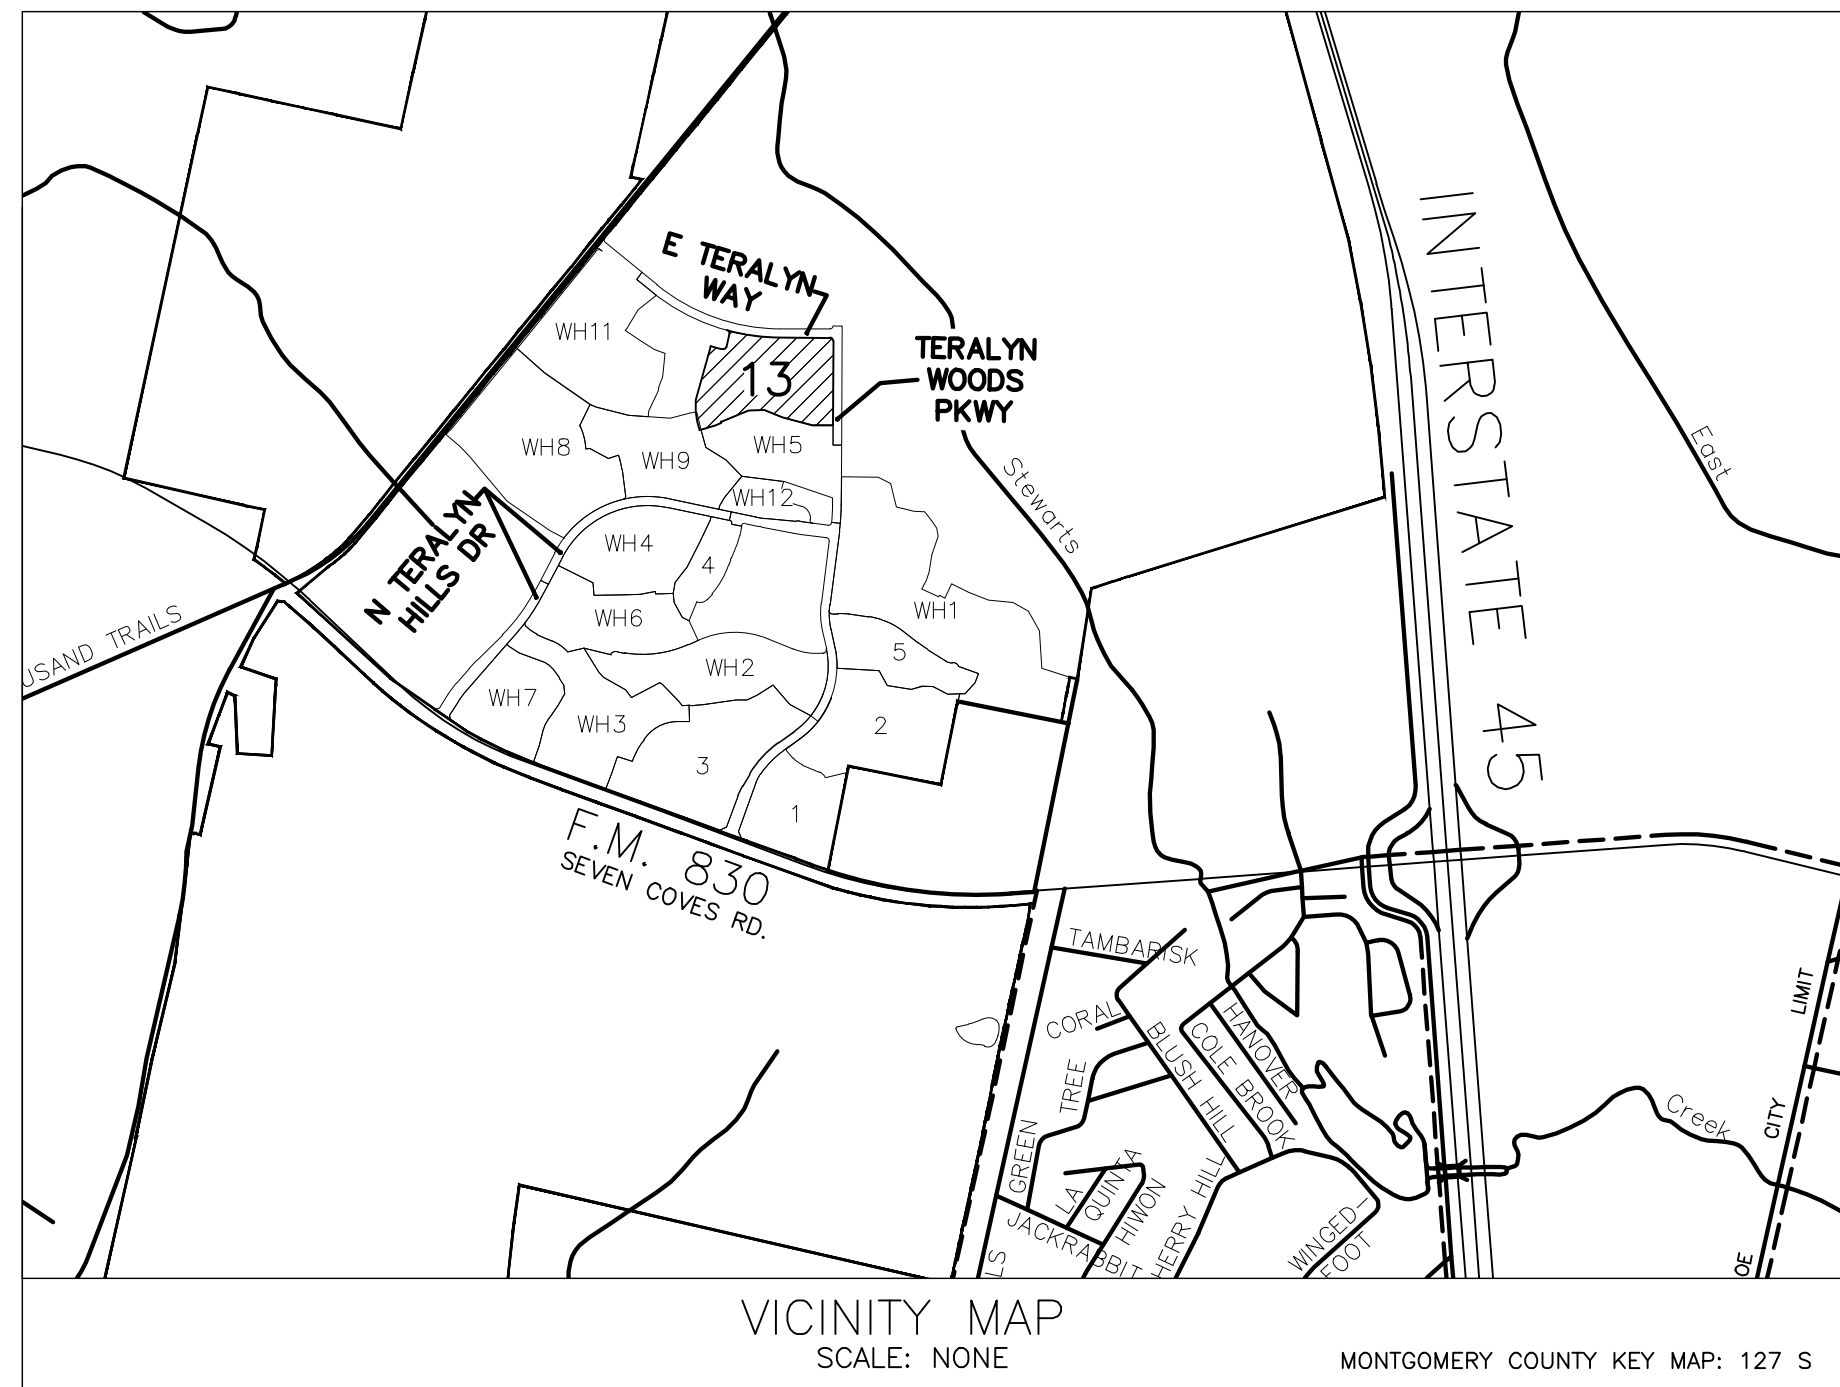 E TERALYN
WAY
WH11
13
TERALYN
WOODS
PKWY
INTERSTATE 45
WH8
WH9
WH5
WH12
Stewarts
East
N TERALYN
HILLS DR
WH4
4
WH6
WH1
5
WH2
WH7
WH3
2
3
1
USAND TRAILS
F.M. 830
SEVEN COVES RD.
TAMBARISK
CORAL
HANOVER
COLE BROOK
BLUSH HILL
GREEN TREE
LA
QUINTA
HIWON
JACKRABBIT
HERRY HILL
WINGED-
FOOT
LS
Creek
LIMIT
CITY
OE
VICINITY MAP
SCALE: NONE
MONTGOMERY COUNTY KEY MAP: 127 S